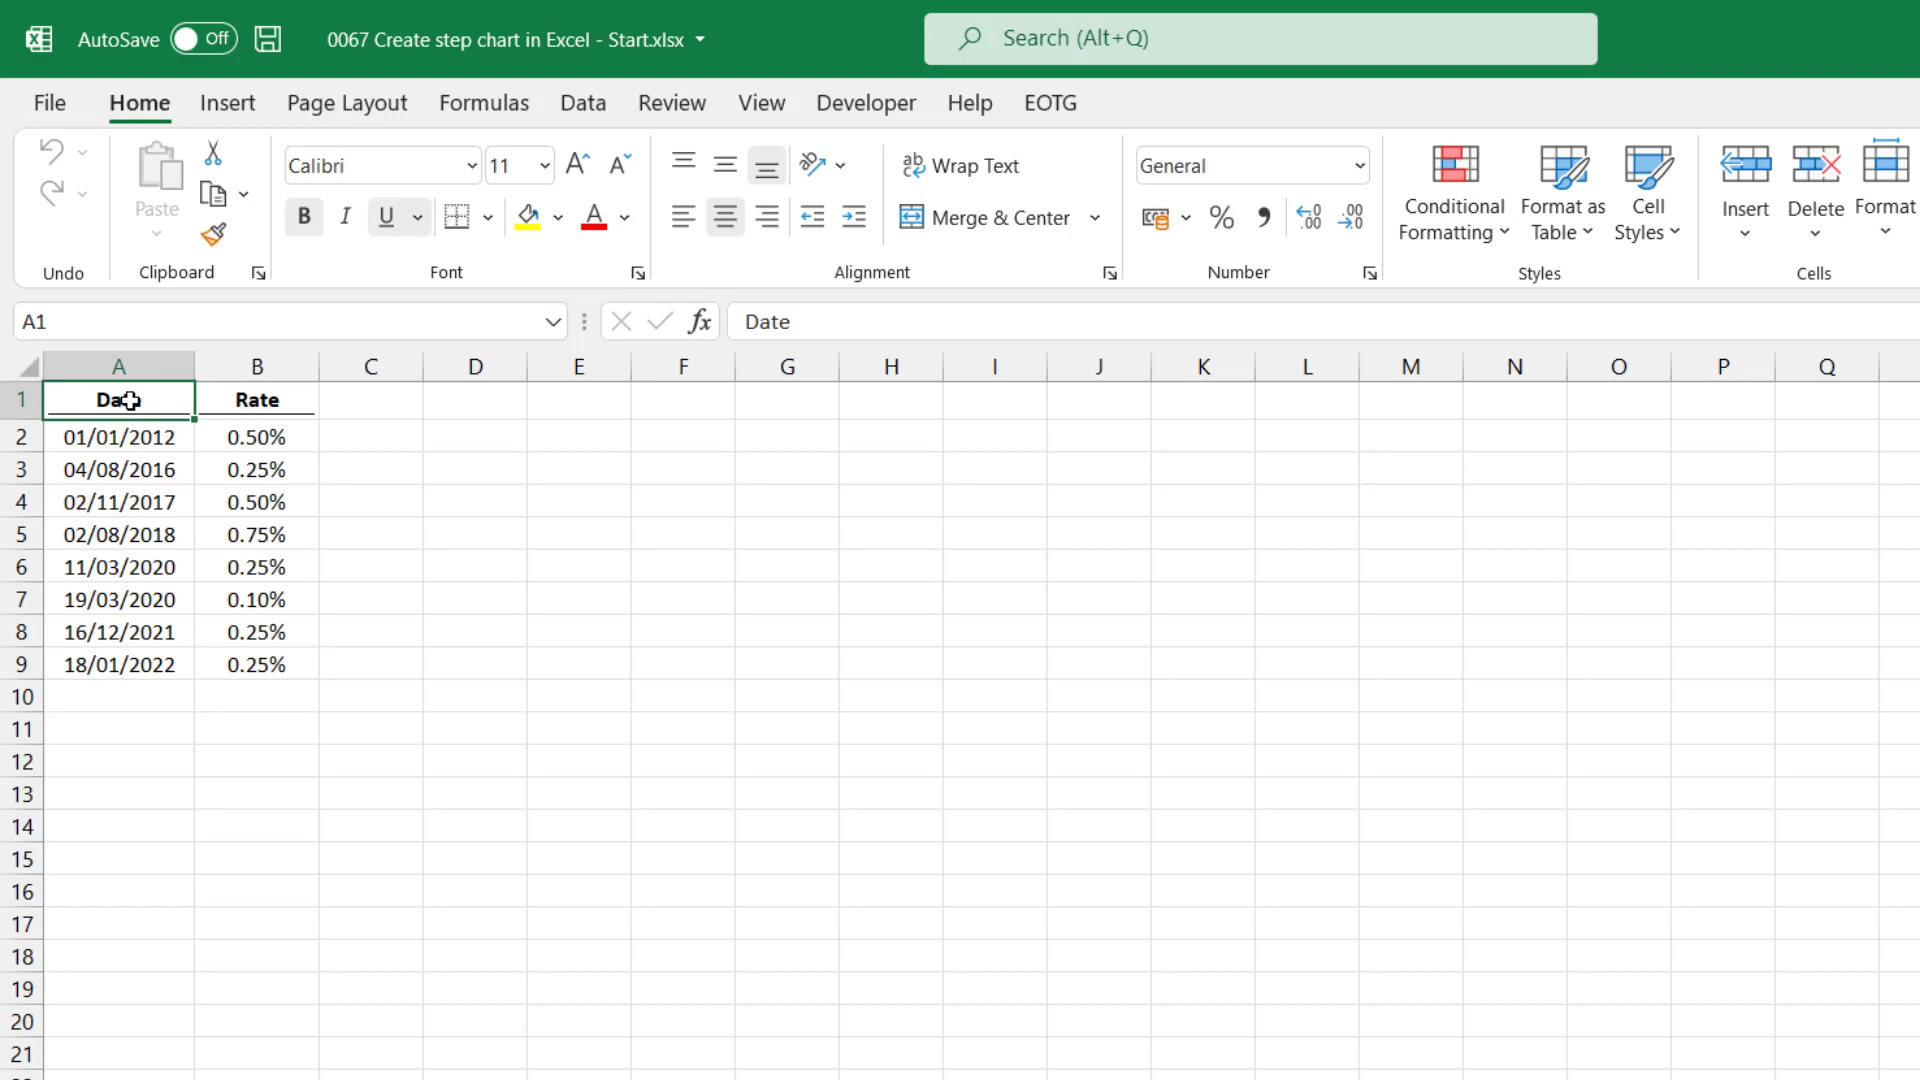 AutoSave Off 0067 Create step chart in Excel - Start.xlsx Search (Alt+Q)
File Home Insert Page Layout Formulas Data Review View Developer Help EOTG
Calibri 11 Wrap Text General
Paste Merge & Center
Conditional Formatting
Format as Table
Cell Styles
Insert Delete Format
Undo Clipboard Font Alignment Number Styles Cells
A1 fx Date
A B C D E F G H I J K L M N O P Q
1 Rate
2 01/01/2012 0.50%
3 04/08/2016 0.25%
4 02/11/2017 0.50%
5 02/08/2018 0.75%
6 11/03/2020 0.25%
7 19/03/2020 0.10%
8 16/12/2021 0.25%
9 18/01/2022 0.25%
10
11
12
13
14
15
16
17
18
19
20
21